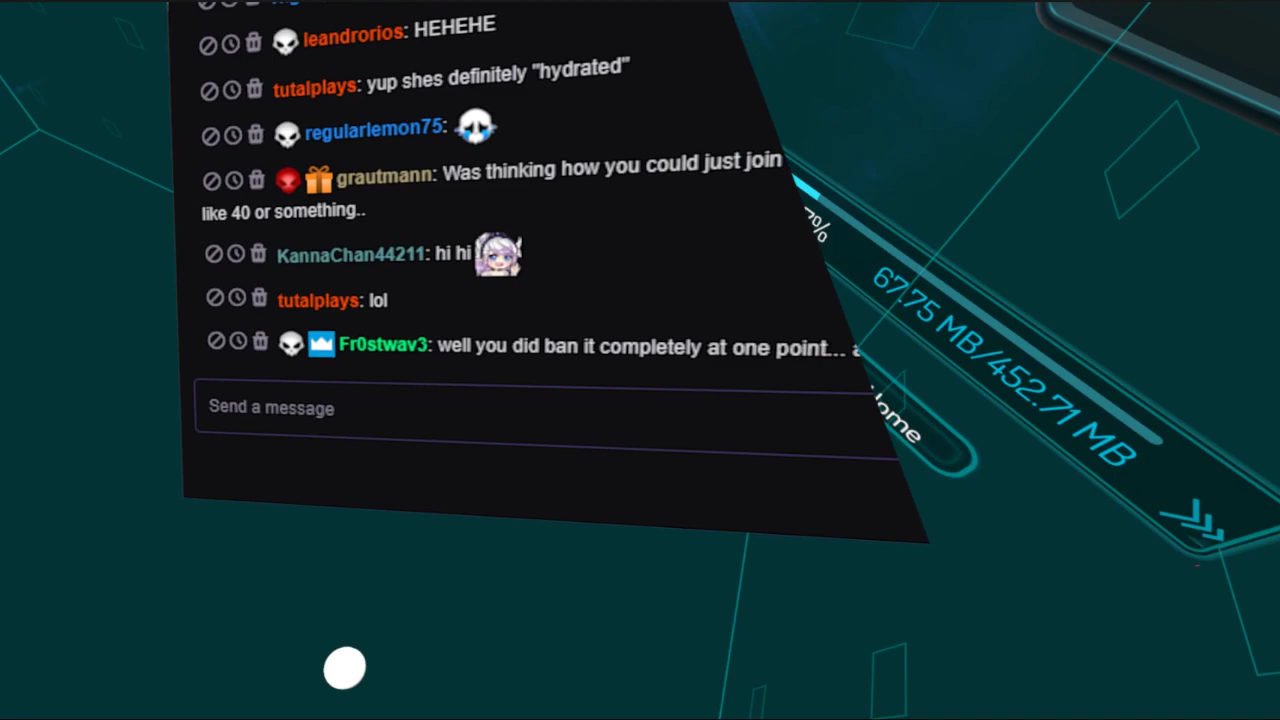 leandrorios: HEHEHE
tutalplays: yup shes definitely "hydrated"
regularlemon75:
grautmann: Was thinking how you could just join
like 40 or something..
KannaChan44211: hi hi
tutalplays: lol
Fr0stwav3: well you did ban it completely at one point...
Send a message
%
67.75 MB/452.71 MB